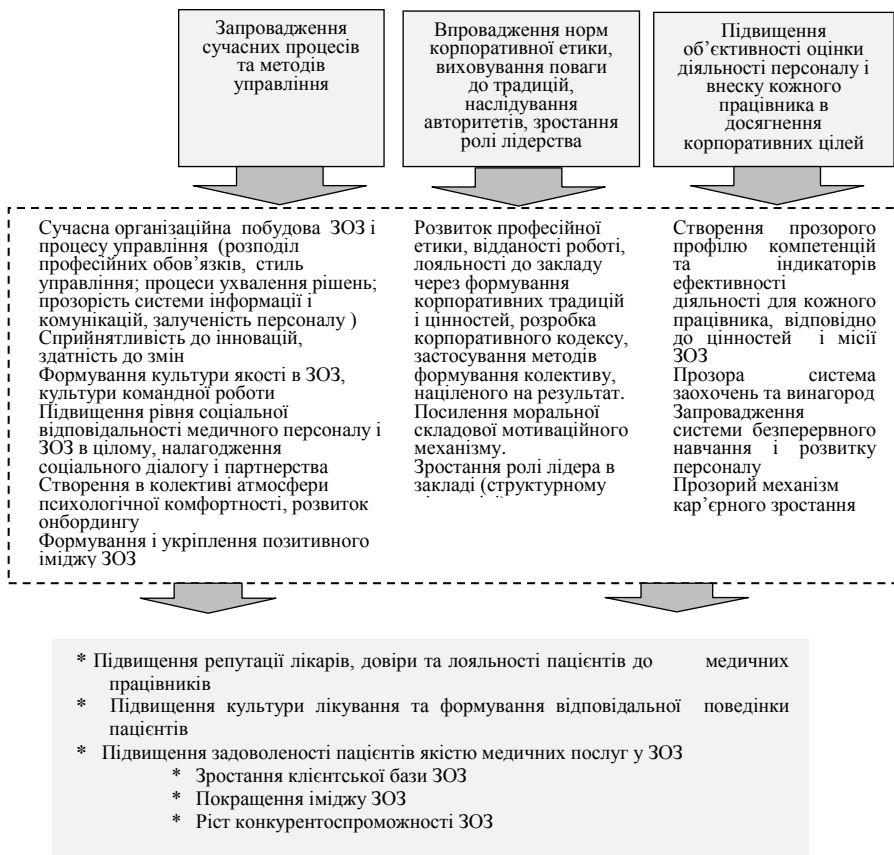 Запровадження
сучасних процесів
та методів
управління
Впровадження норм
корпоративної етики,
виховування поваги
до традицій,
наслідування
авторитетів, зростання
ролі лідерства
Підвищення
об’єктивності оцінки
діяльності персоналу і
внеску кожного
працівника в
досягнення
корпоративних цілей
Сучасна організаційна побудова ЗОЗ і
процесу управління (розподіл
професійних обов’язків, стиль
управління; процеси ухвалення рішень;
прозорість системи інформації і
комунікацій, залученість персоналу )
Сприйнятливість до інновацій,
здатність до змін
Формування культури якості в ЗОЗ,
культури командної роботи
Підвищення рівня соціальної
відповідальності медичного персоналу і
ЗОЗ в цілому, налагодження
соціального діалогу і партнерства
Створення в колективі атмосфери
психологічної комфортності, розвиток
онбордингу
Формування і укріплення позитивного
іміджу ЗОЗ
Розвиток професійної
етики, відданості роботі,
лояльності до закладу
через формування
корпоративних традицій
і цінностей, розробка
корпоративного кодексу,
застосування методів
формування колективу,
націленого на результат.
Посилення моральної
складової мотиваційного
механізму.
Зростання ролі лідера в
закладі (структурному
Створення прозорого
профілю компетенцій
та індикаторів
ефективності
діяльності для кожного
працівника, відповідно
до цінностей і місії
ЗОЗ
Прозора система
заохочень та винагород
Запровадження
системи безперервного
навчання і розвитку
персоналу
Прозорий механізм
кар’єрного зростання
* Підвищення репутації лікарів, довіри та лояльності пацієнтів до медичних
працівників
* Підвищення культури лікування та формування відповідальної поведінки
пацієнтів
* Підвищення задоволеності пацієнтів якістю медичних послуг у ЗОЗ
* Зростання клієнтської бази ЗОЗ
* Покращення іміджу ЗОЗ
* Ріст конкурентоспроможності ЗОЗ